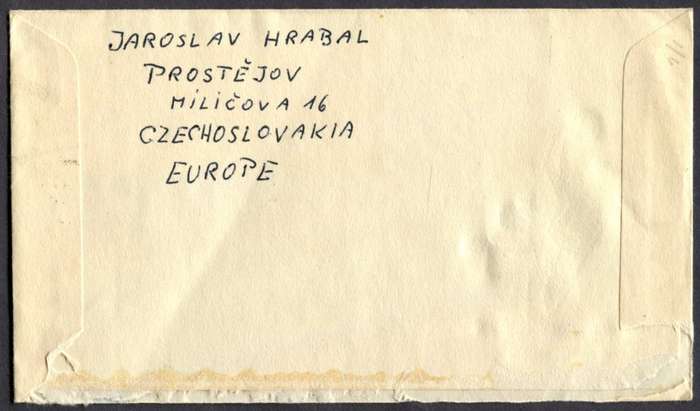 JAROSLAV HRABAL
PROSTĚJOV
MILIČOVA 16
CZECHOSLOVAKIA
EUROPE